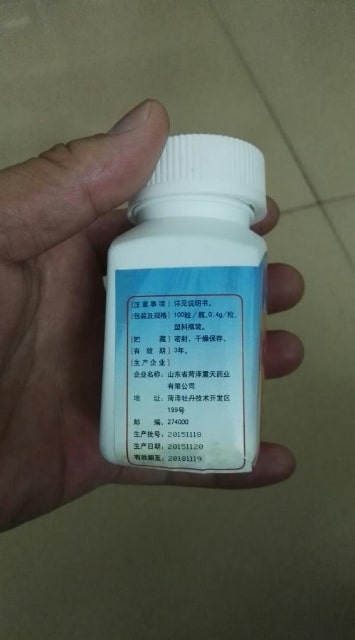 [注意事项] 详见说明书。
[包装及规格] 100粒/瓶,0.4g/粒,
塑料瓶装。
[贮 藏] 密封、干燥保存。
[有 效 期] 3年。
[生产企业]
企业名称: 山东省菏泽震天药业
有限公司
地 址: 菏泽牡丹技术开发区
199号
邮 编: 274000
生产批号: 20151118
生产日期: 20151120
有效期至: 20181119